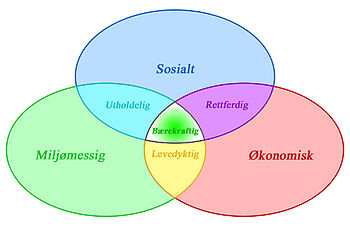 Sosialt
Utholdelig
Rettferdig
Bærekraftig
Miljømessig
Levedyktig
Økonomisk